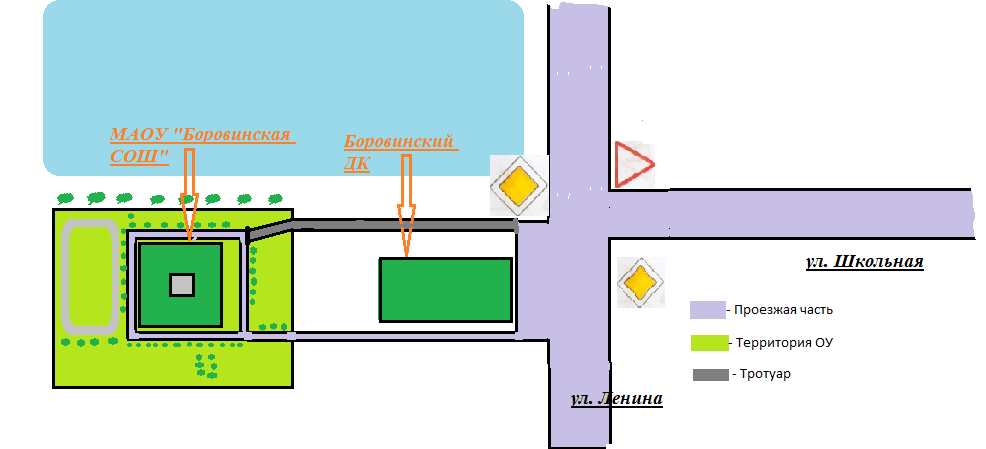 МАОУ "Боровинская
СОШ"
Боровинский
ДК
ул. Школьная
- Проезжая часть
- Территория ОУ
- Тротуар
ул. Ленина